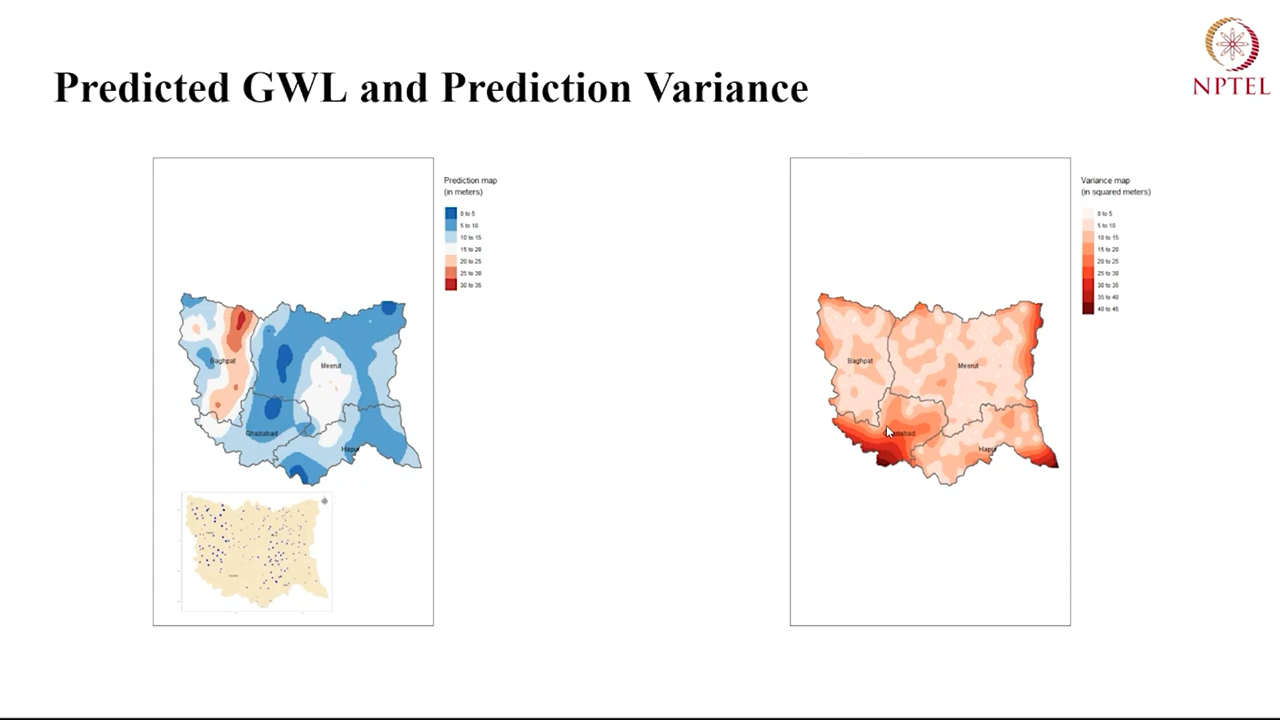 NPTEL
Predicted GWL and Prediction Variance
Prediction map
(in meters)
0 to 5
5 to 10
10 to 15
15 to 20
20 to 25
25 to 30
30 to 35
Baghpat
Meerut
Ghaziabad
Hapur
Variance map
(in squared meters)
0 to 5
5 to 10
10 to 15
15 to 20
20 to 25
25 to 30
30 to 35
35 to 40
40 to 45
Baghpat
Meerut
Hapur